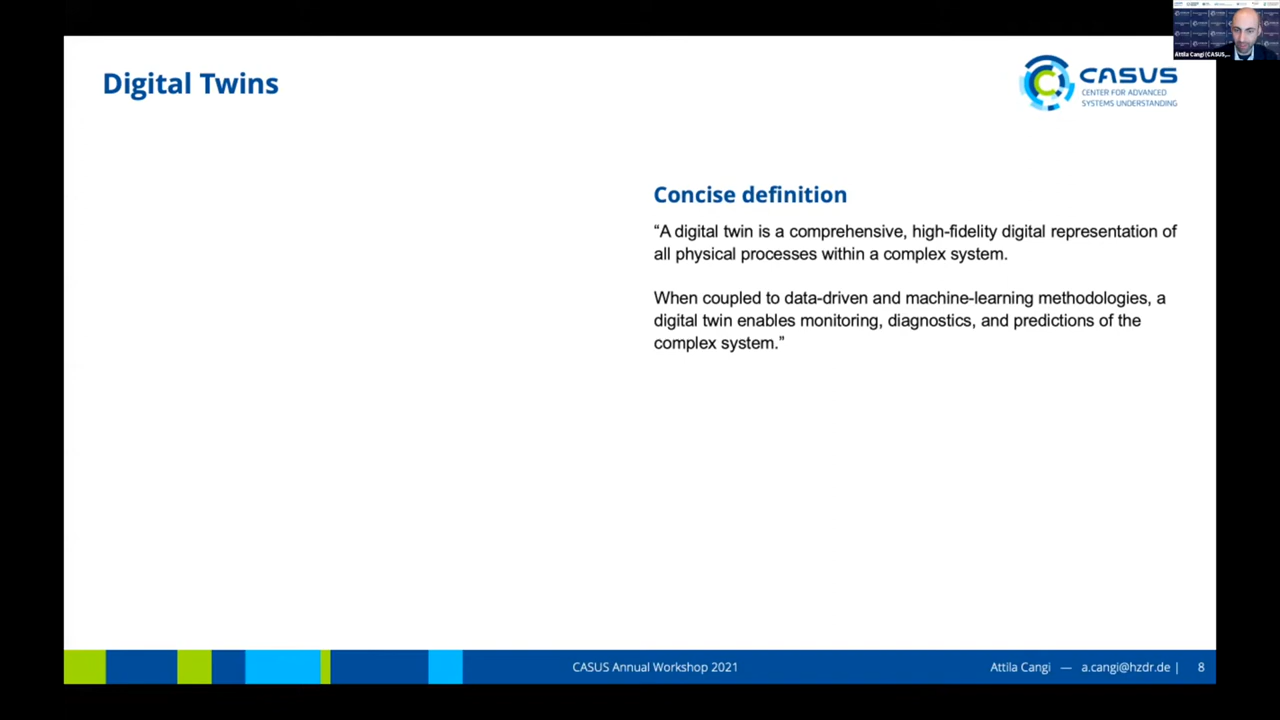 Digital Twins
CASUS
CENTER FOR ADVANCED
SYSTEMS UNDERSTANDING
Attila Cangi (CASUS,...
Concise definition
“A digital twin is a comprehensive, high-fidelity digital representation of
all physical processes within a complex system.
When coupled to data-driven and machine-learning methodologies, a
digital twin enables monitoring, diagnostics, and predictions of the
complex system.”
CASUS Annual Workshop 2021
Attila Cangi — a.cangi@hzdr.de | 8